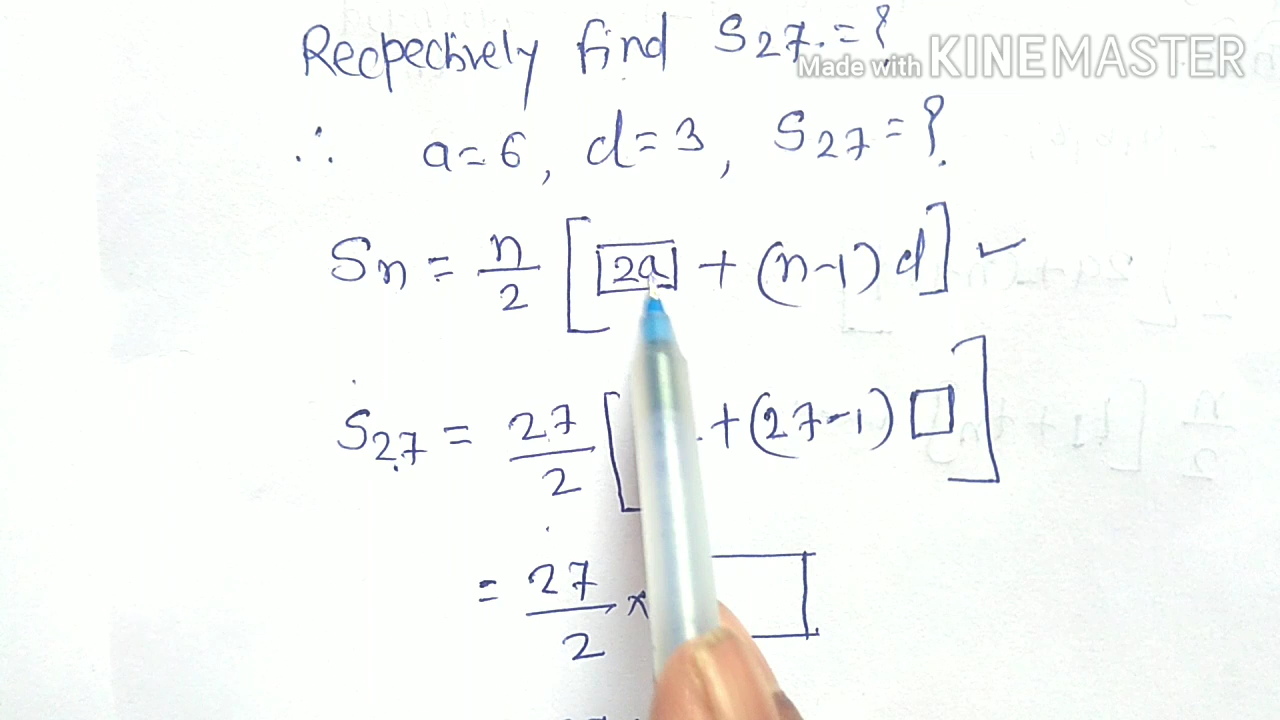 Recpectively find S27.=?
Made with KINEMASTER
∴ a=6, d=3, S27=?
Sn = n/2 [2a + (n-1) d] ✓
S27 = 27/2 [ . +(27-1) □]
= 27/2 ×